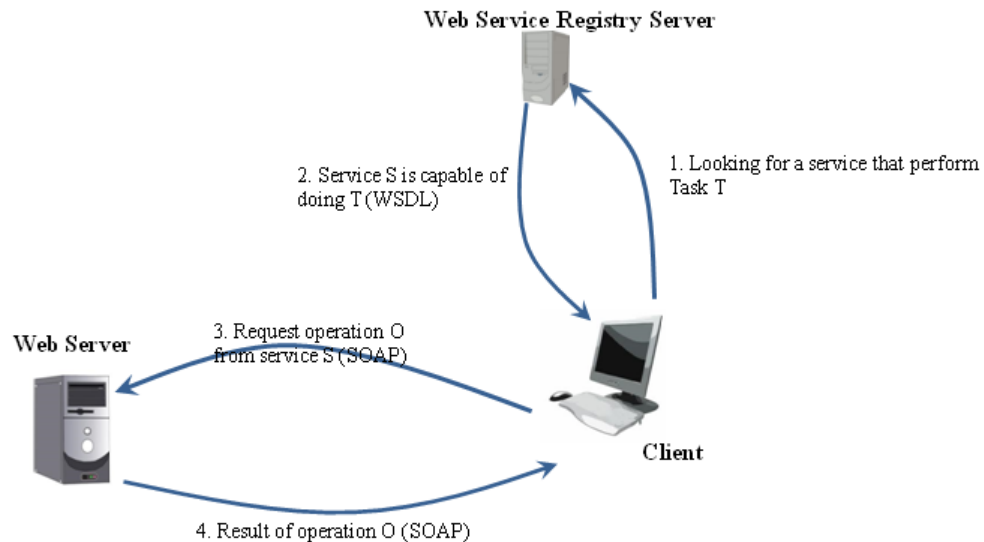 Web Service Registry Server
1. Looking for a service that perform
Task T
2. Service S is capable of
doing T (WSDL)
3. Request operation O
from service S (SOAP)
Web Server
Client
4. Result of operation O (SOAP)